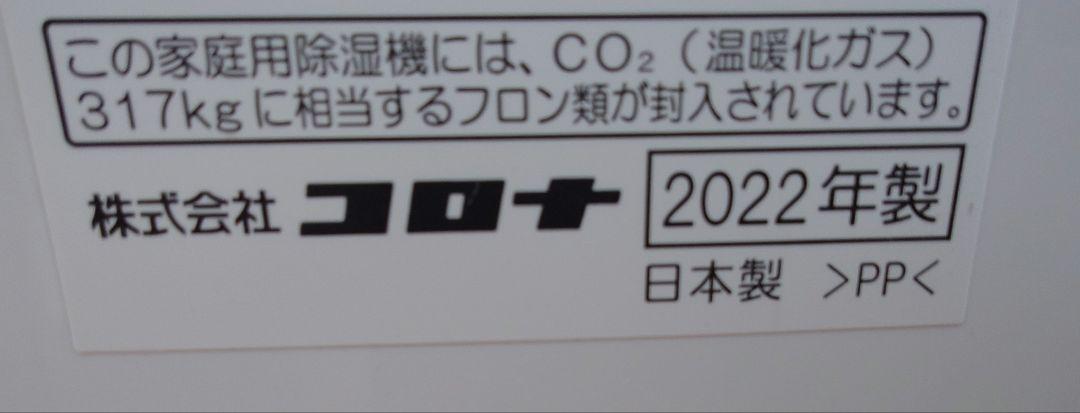 この家庭用除湿機には、CO₂（温暖化ガス）
317kgに相当するフロン類が封入されています。
株式会社 コロナ 2022年製
日本製 >PP<